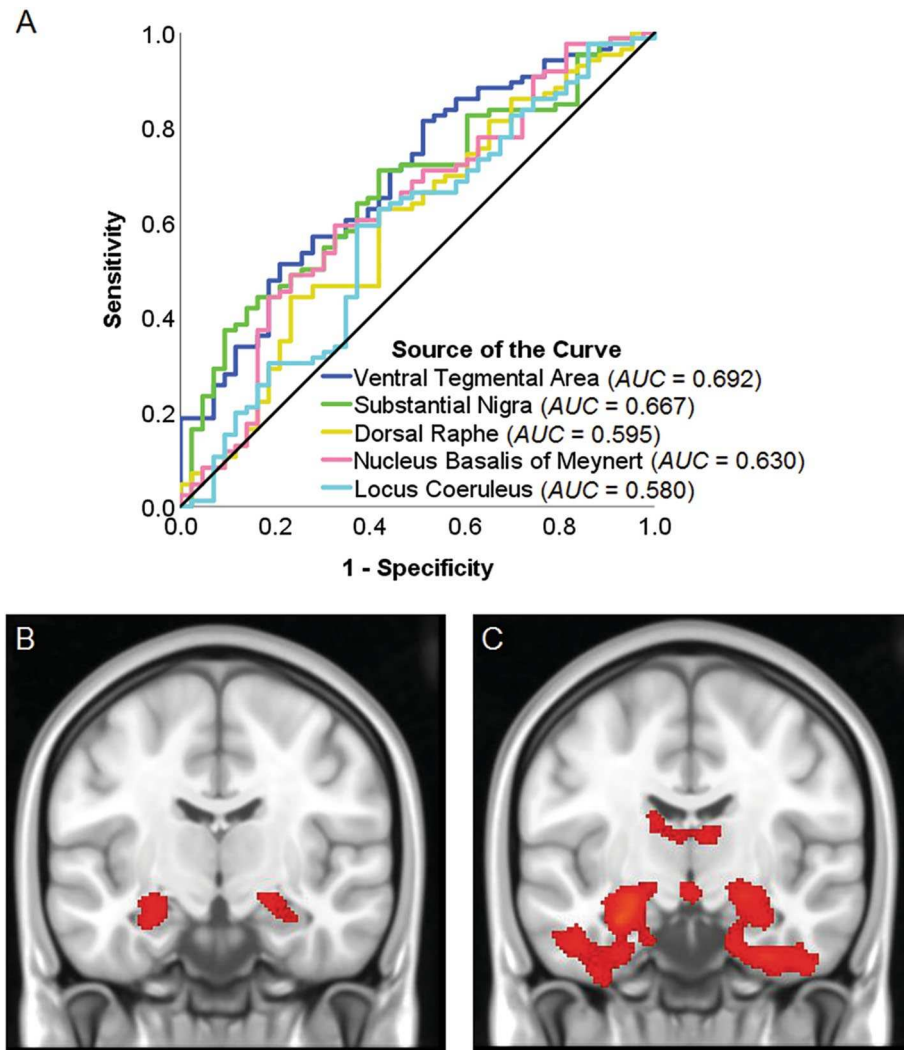 A
1.0
0.8
0.6
0.4
0.2
0.0
Sensitivity
Source of the Curve
Ventral Tegmental Area (AUC = 0.692)
Substantial Nigra (AUC = 0.667)
Dorsal Raphe (AUC = 0.595)
Nucleus Basalis of Meynert (AUC = 0.630)
Locus Coeruleus (AUC = 0.580)
0.0 0.2 0.4 0.6 0.8 1.0
1 - Specificity
B
C